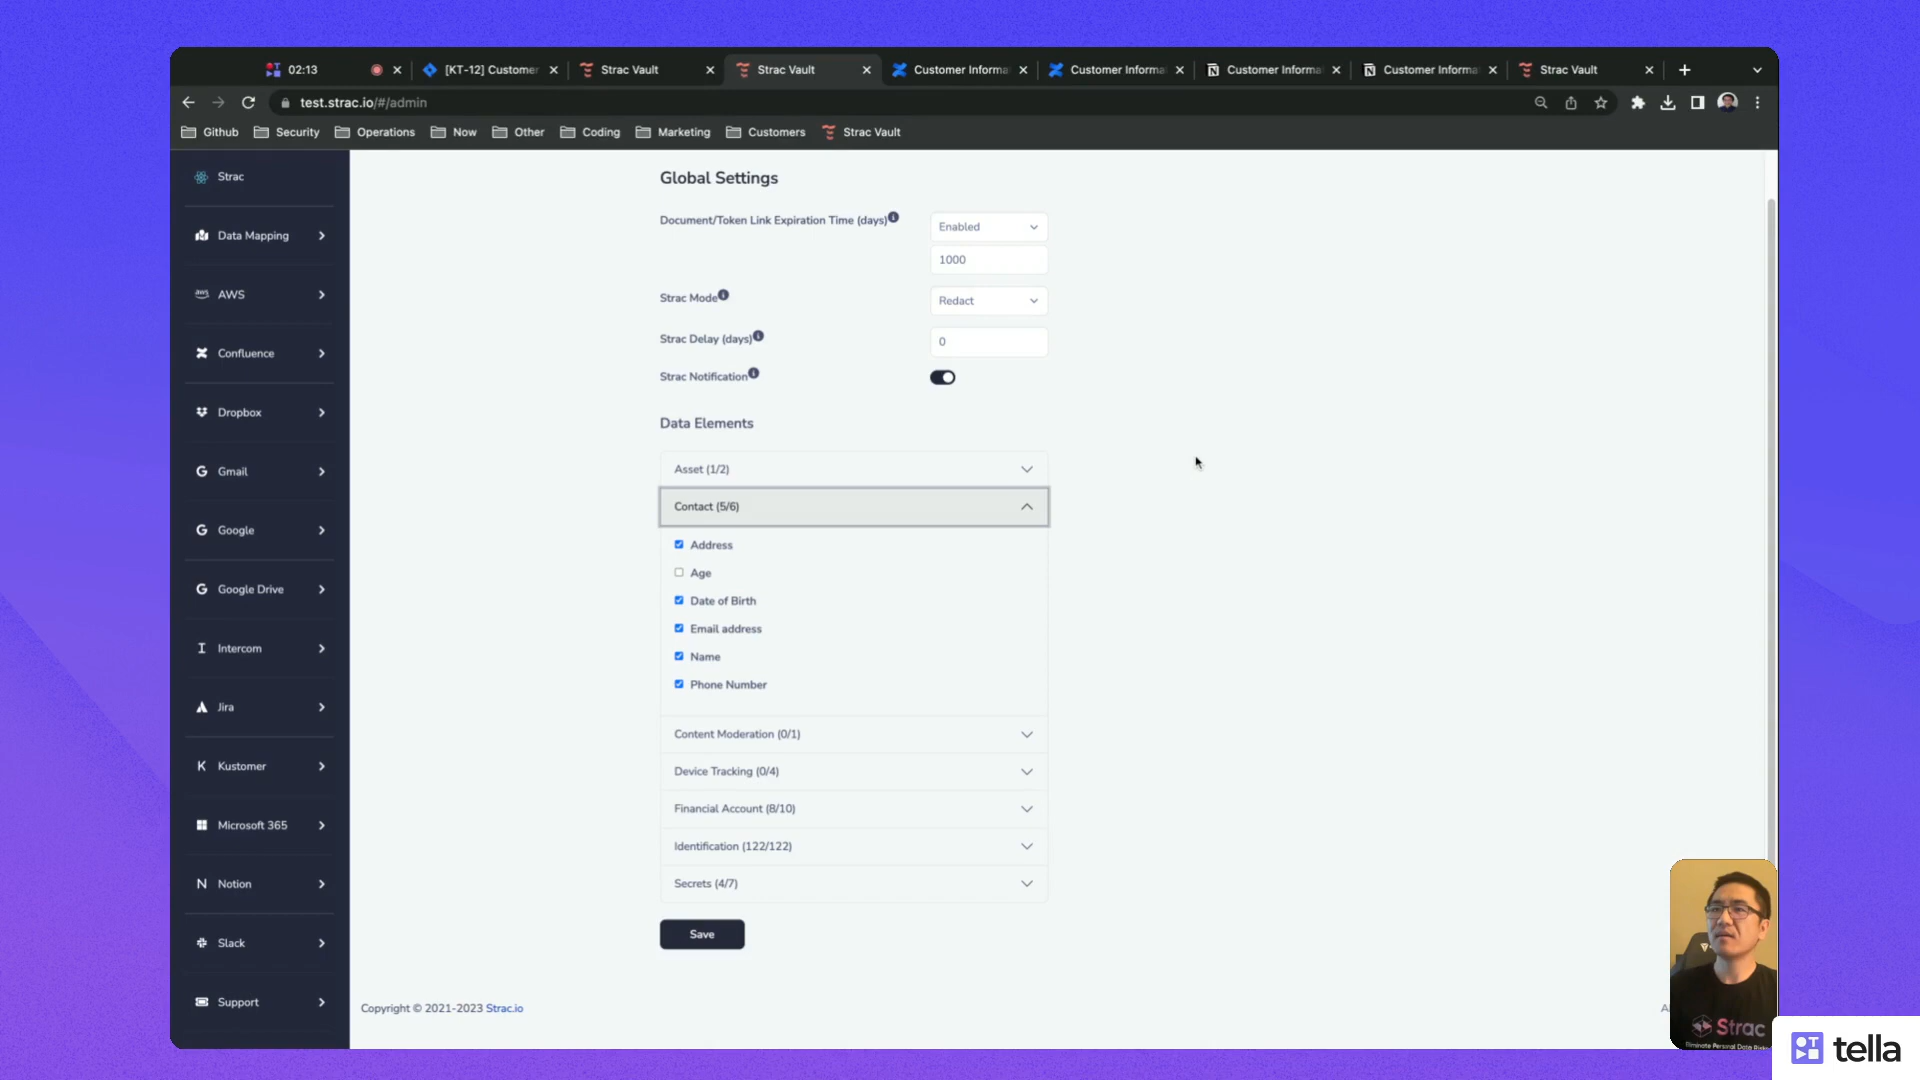 02:13
[KT-12] Customer
Strac Vault
Strac Vault
Customer Informa
Customer Informa
Customer Informa
Customer Informa
Strac Vault
test.strac.io/#/admin
Github
Security
Operations
Now
Other
Coding
Marketing
Customers
Strac Vault
Strac
Data Mapping
aws AWS
Confluence
Dropbox
Gmail
Google
Google Drive
Intercom
Jira
Kustomer
Microsoft 365
Notion
Slack
Support
Global Settings
Document/Token Link Expiration Time (days)
Enabled
1000
Strac Mode
Redact
Strac Delay (days)
0
Strac Notification
Data Elements
Asset (1/2)
Contact (5/6)
Address
Age
Date of Birth
Email address
Name
Phone Number
Content Moderation (0/1)
Device Tracking (0/4)
Financial Account (8/10)
Identification (122/122)
Secrets (4/7)
Save
Copyright © 2021-2023 Strac.io
Strac
Eliminate Personal Data Risks
tella